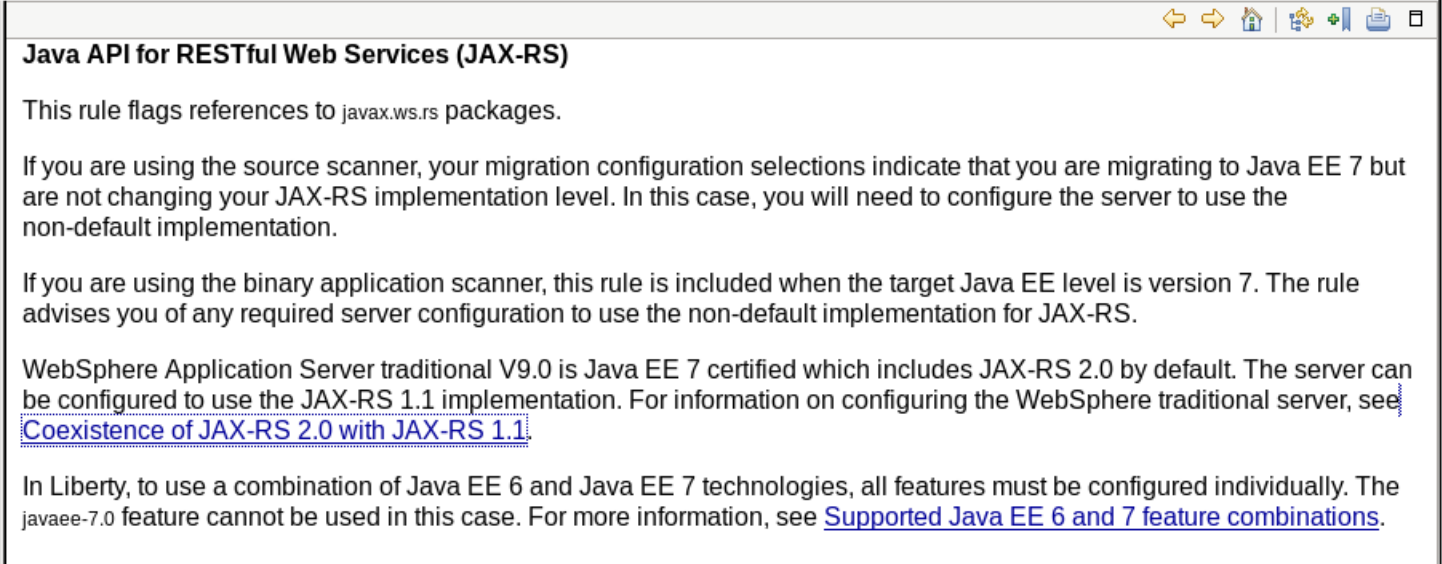 Java API for RESTful Web Services (JAX-RS)
This rule flags references to javax.ws.rs packages.
If you are using the source scanner, your migration configuration selections indicate that you are migrating to Java EE 7 but
are not changing your JAX-RS implementation level. In this case, you will need to configure the server to use the
non-default implementation.
If you are using the binary application scanner, this rule is included when the target Java EE level is version 7. The rule
advises you of any required server configuration to use the non-default implementation for JAX-RS.
WebSphere Application Server traditional V9.0 is Java EE 7 certified which includes JAX-RS 2.0 by default. The server can
be configured to use the JAX-RS 1.1 implementation. For information on configuring the WebSphere traditional server, see
Coexistence of JAX-RS 2.0 with JAX-RS 1.1.
In Liberty, to use a combination of Java EE 6 and Java EE 7 technologies, all features must be configured individually. The
javaee-7.0 feature cannot be used in this case. For more information, see Supported Java EE 6 and 7 feature combinations.